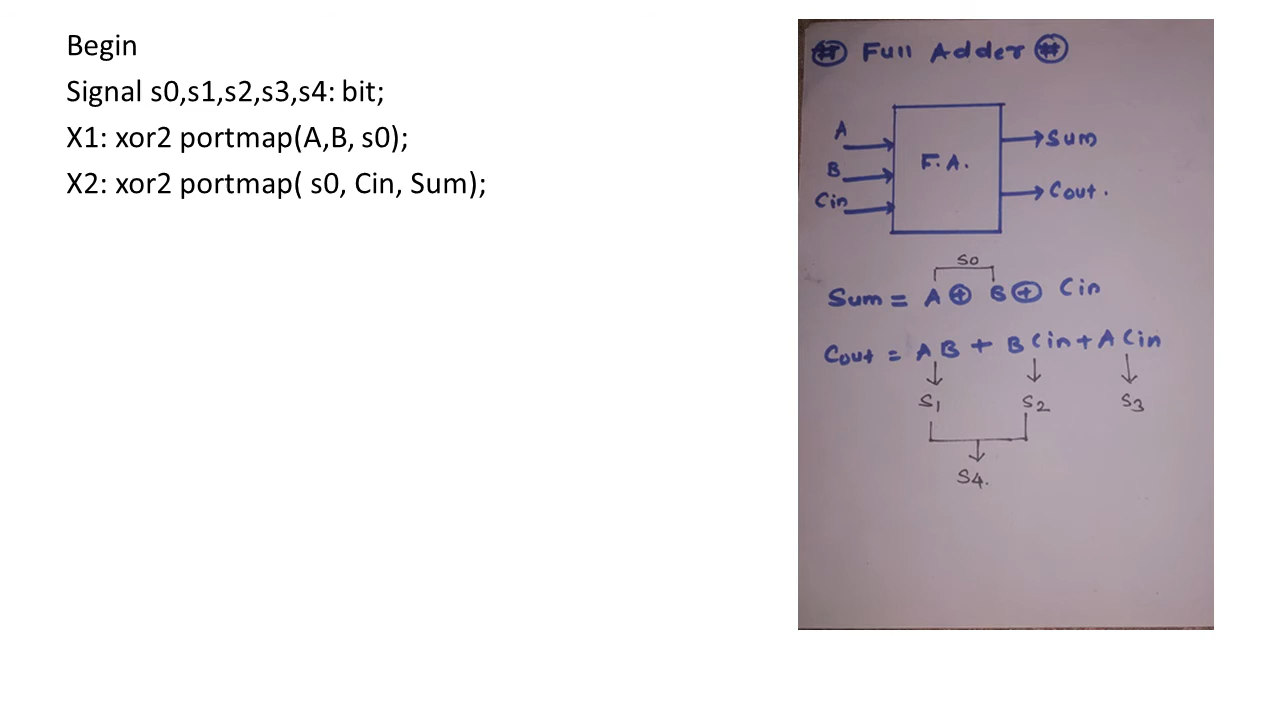 Begin
Signal s0,s1,s2,s3,s4: bit;
X1: xor2 portmap(A,B, s0);
X2: xor2 portmap( s0, Cin, Sum);
# Full Adder #
A
B
Cin
F.A.
Sum
Cout.
S0
Sum = A ⊕ B ⊕ Cin
Cout = AB + BCin + ACin
S1 S2 S3
S4.